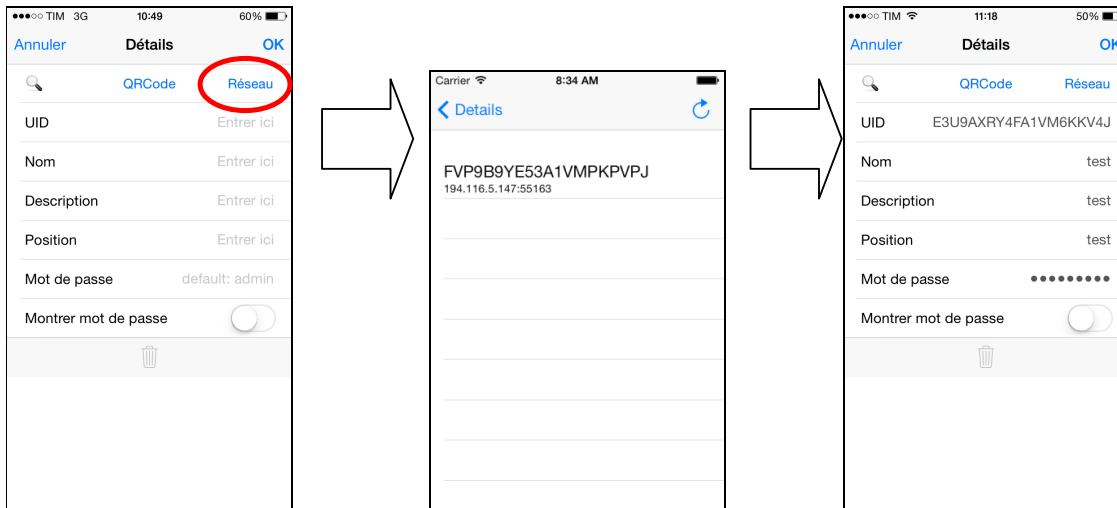 TIM 3G 10:49 60%
Annuler Détails OK
QRCode Réseau
UID Entrer ici
Nom Entrer ici
Description Entrer ici
Position Entrer ici
Mot de passe default: admin
Montrer mot de passe
Carrier 8:34 AM
Details
FVP9B9YE53A1VMPKPVPJ
194.116.5.147:55163
TIM 11:18 50%
Annuler Détails OK
QRCode Réseau
UID E3U9AXRY4FA1VM6KKV4J
Nom test
Description test
Position test
Mot de passe •••••••••
Montrer mot de passe